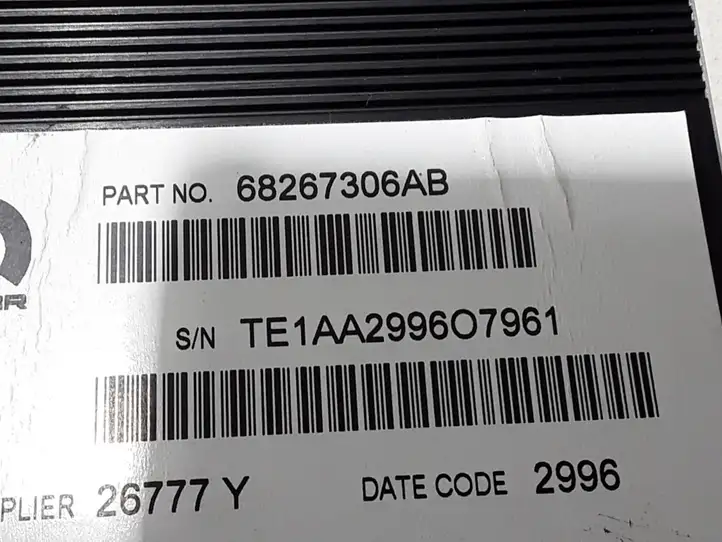 PART NO. 68267306AB
S/N TE1AA2996O7961
PLIER 26777 Y DATE CODE 2996